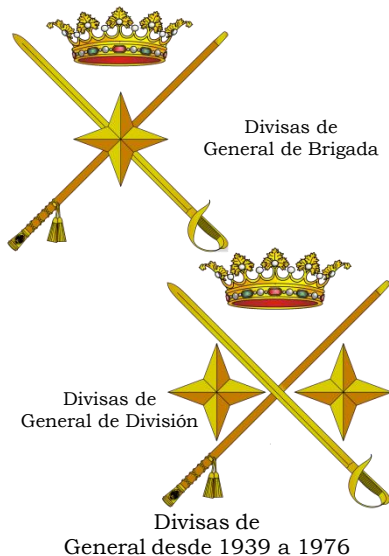 Divisas de
General de Brigada
Divisas de
General de División
Divisas de
General desde 1939 a 1976